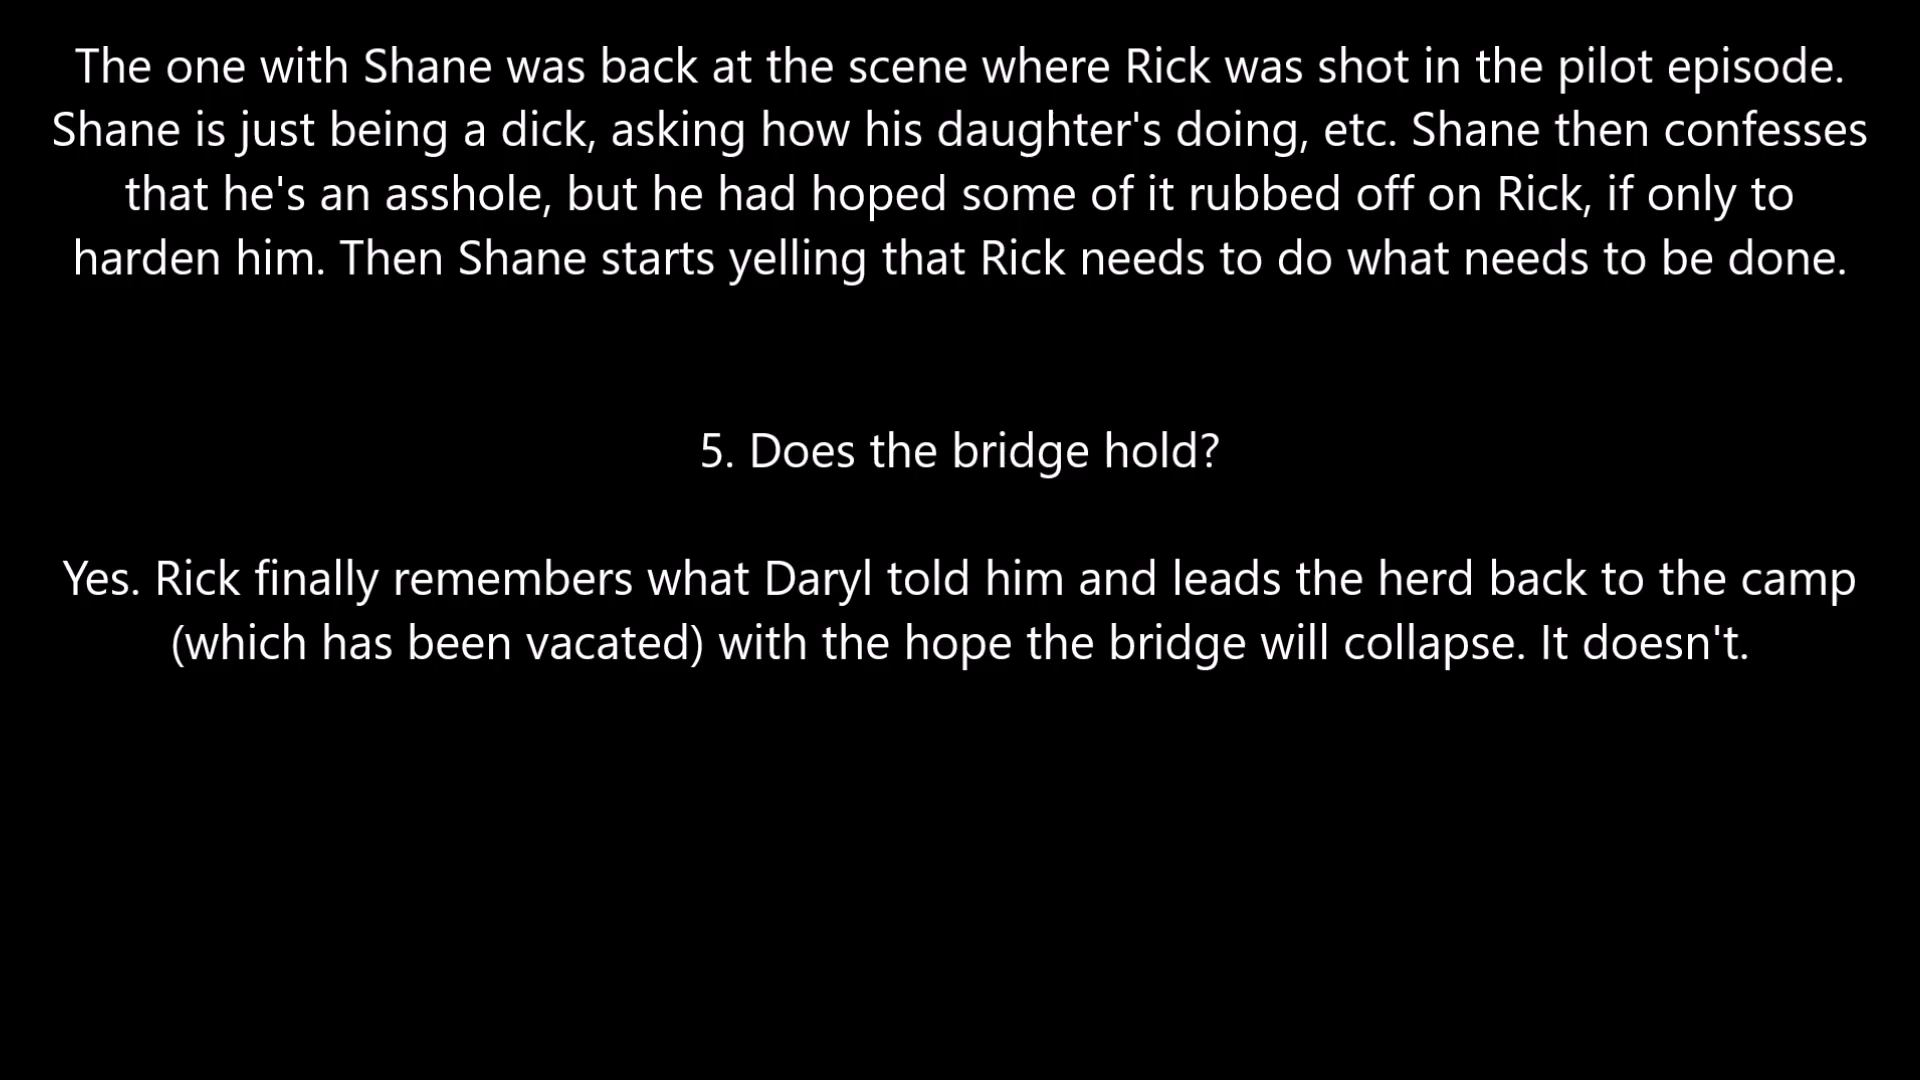 The one with Shane was back at the scene where Rick was shot in the pilot episode.
Shane is just being a dick, asking how his daughter's doing, etc. Shane then confesses
that he's an asshole, but he had hoped some of it rubbed off on Rick, if only to
harden him. Then Shane starts yelling that Rick needs to do what needs to be done.
5. Does the bridge hold?
Yes. Rick finally remembers what Daryl told him and leads the herd back to the camp
(which has been vacated) with the hope the bridge will collapse. It doesn't.